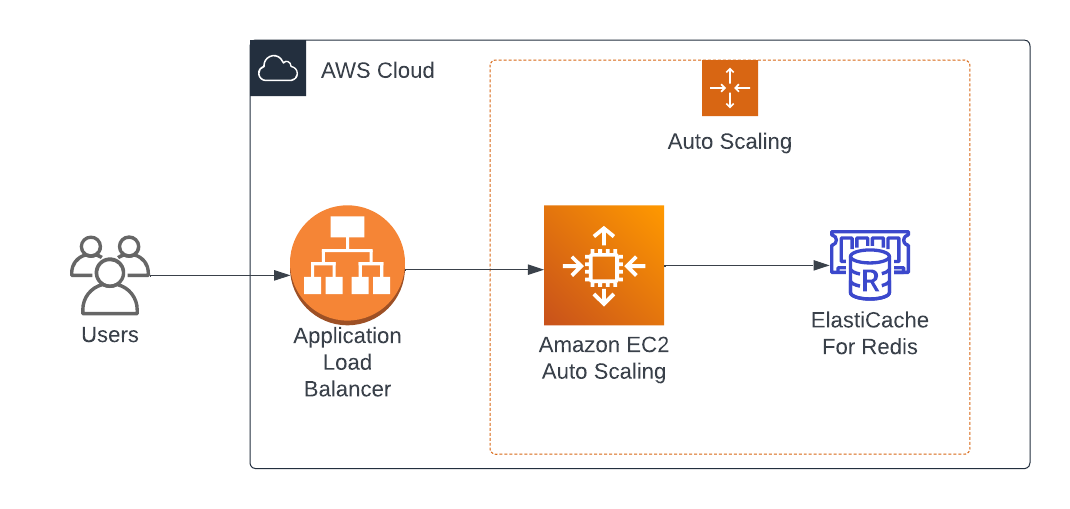 AWS Cloud
Auto Scaling
Users
Application
Load
Balancer
Amazon EC2
Auto Scaling
R
ElastiCache
For Redis